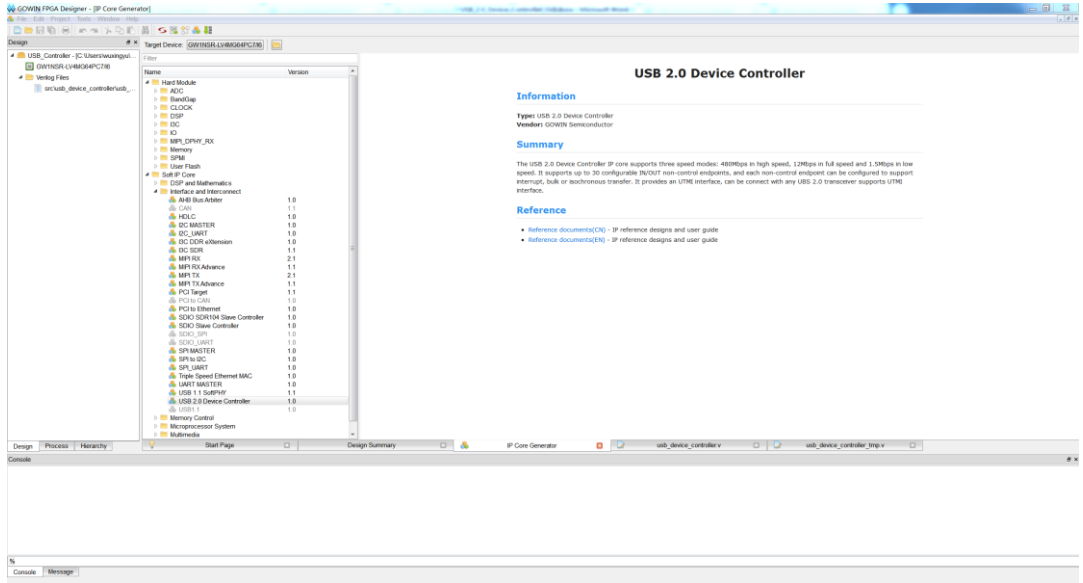 GOWIN FPGA Designer - [IP Core Generator]
File Edit Project Tools Window Help
Design
Target Device: GW1NSR-LV4MG64PC7/I6
USB_Controller - [C:\Users\wuxingyu\...
GW1NSR-LV4MG64PC7/I6
Verilog Files
src\usb_device_controller\usb_...
Filter
Name Version
Hard Module
ADC
BandGap
CLOCK
DSP
I3C
IO
MIPI_DPHY_RX
Memory
SPMI
User Flash
Soft IP Core
DSP and Mathematics
Interface and Interconnect
AHB Bus Arbiter 1.0
CAN 1.1
HDLC 1.0
I2C MASTER 1.0
I2C_UART 1.0
I3C DDR eXtension 1.0
I3C SDR 1.1
MIPI RX 2.1
MIPI RX Advance 1.1
MIPI TX 2.1
MIPI TX Advance 1.1
PCI Target 1.1
PCI to CAN 1.0
PCI to Ethernet 1.0
SDIO SDR104 Slave Controller 1.0
SDIO Slave Controller 1.0
SDIO_SPI 1.0
SDIO_UART 1.0
SPI MASTER 1.0
SPI to I2C 1.0
SPI_UART 1.0
Triple Speed Ethernet MAC 1.0
UART MASTER 1.0
USB 1.1 SoftPHY 1.1
USB 2.0 Device Controller 1.0
USB1.1 1.0
Memory Control
Microprocessor System
Multimedia
USB 2.0 Device Controller
Information
Type: USB 2.0 Device Controller
Vendor: GOWIN Semiconductor
Summary
The USB 2.0 Device Controller IP core supports three speed modes: 480Mbps in high speed, 12Mbps in full speed and 1.5Mbps in low
speed. It supports up to 30 configurable IN/OUT non-control endpoints, and each non-control endpoint can be configured to support
interrupt, bulk or isochronous transfer. It provides an UTMI interface, can be connect with any UBS 2.0 transceiver supports UTMI
interface.
Reference
Reference documents(CN) - IP reference designs and user guide
Reference documents(EN) - IP reference designs and user guide
Design Process Hierarchy
Start Page Design Summary IP Core Generator usb_device_controller.v usb_device_controller_tmp.v
Console
%
Console Message